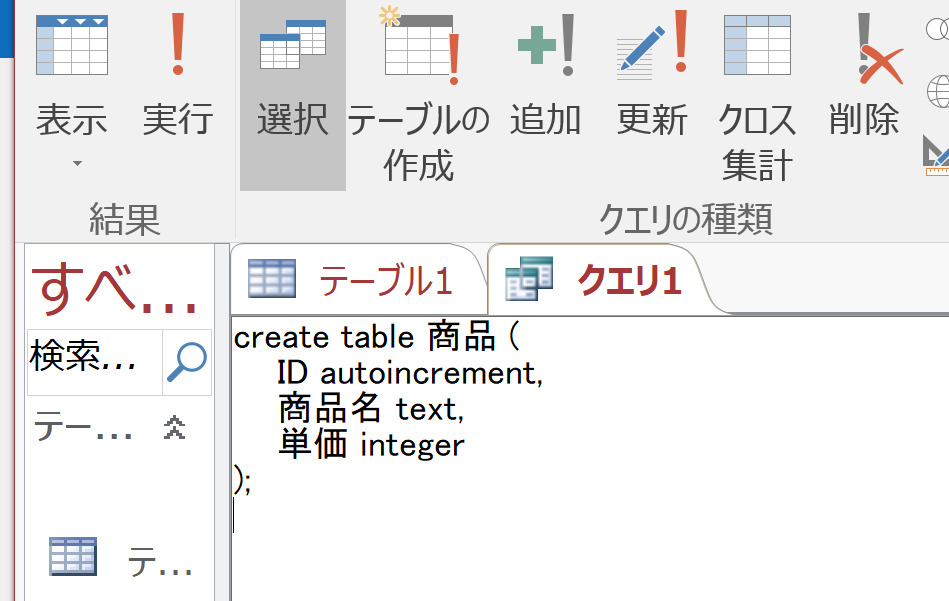 表示
実行
選択
テーブルの
作成
追加
更新
クロス
集計
削除
結果
クエリの種類
すべ...
検索...
テー...
テ...
テーブル1
クエリ1
create table 商品 (
ID autoincrement,
商品名 text,
単価 integer
);